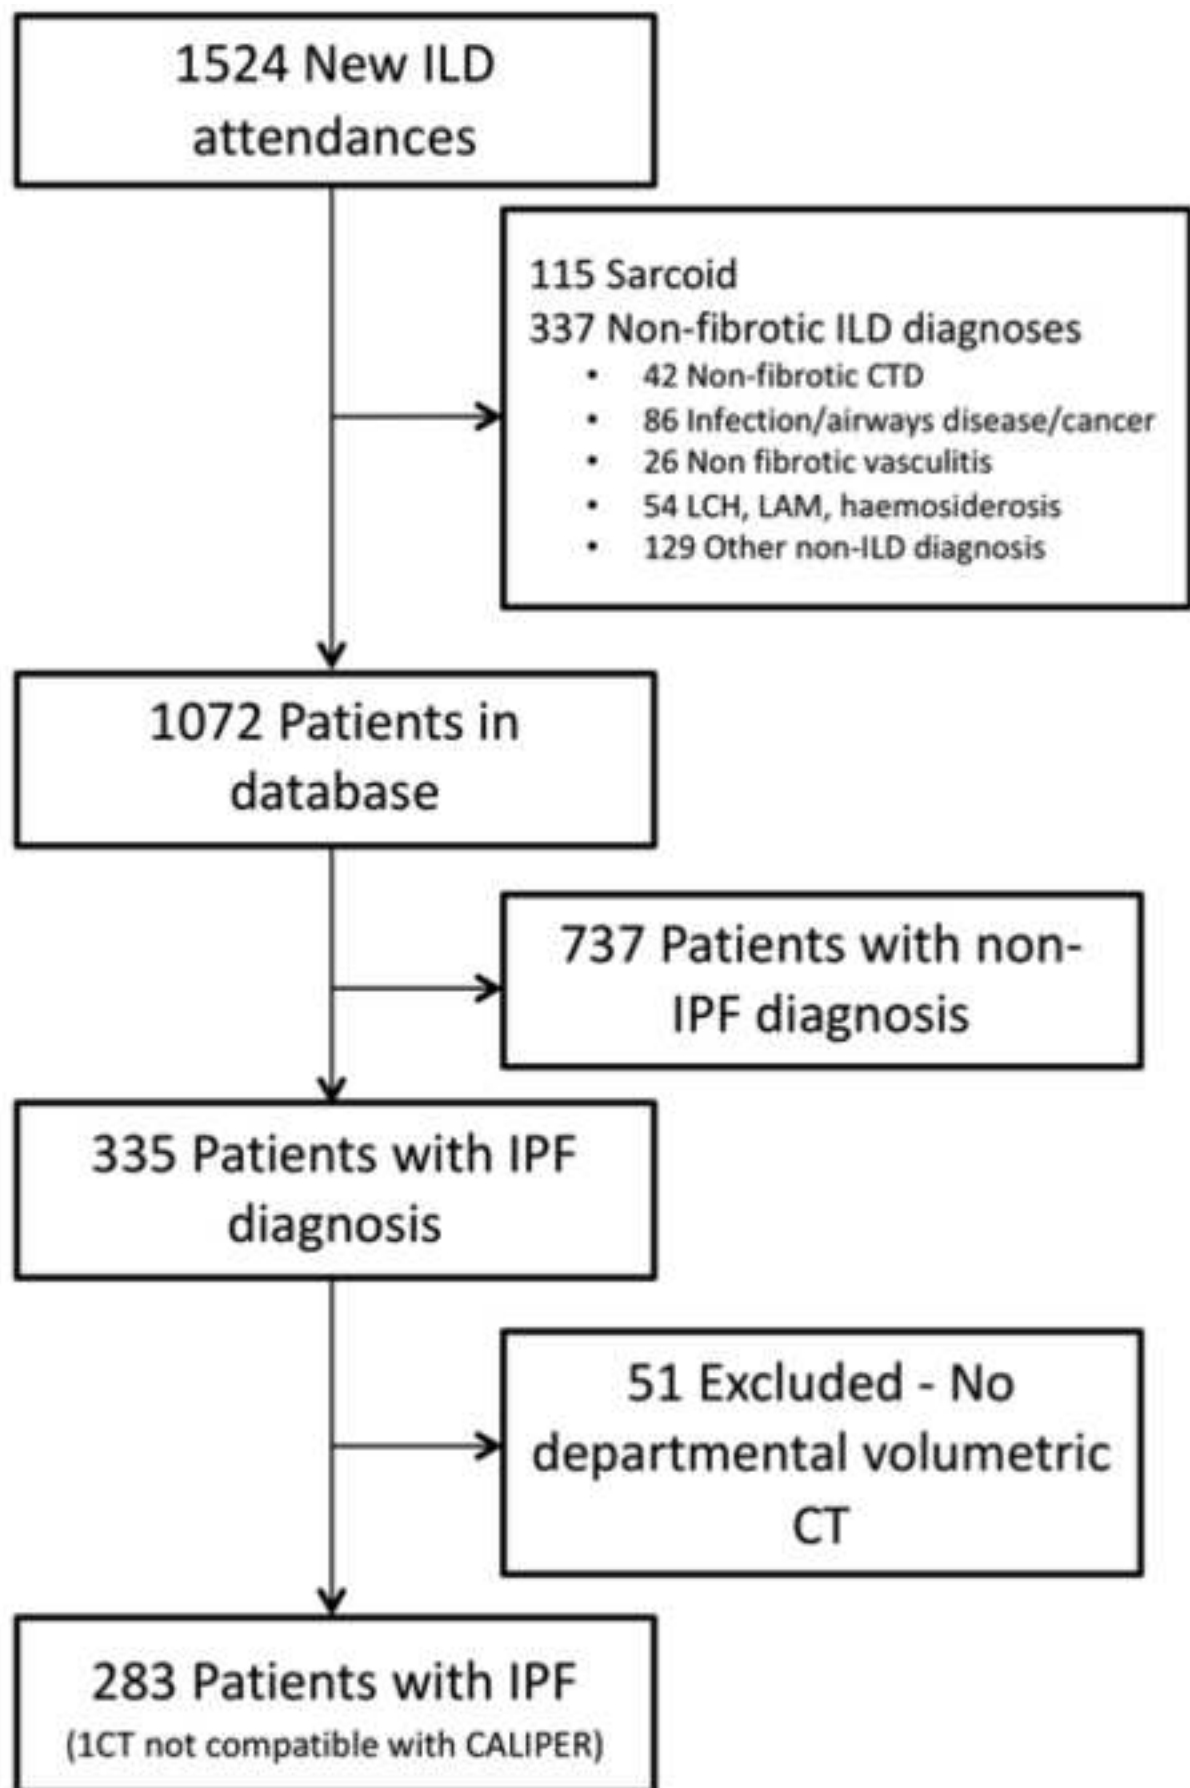 1524 New ILD
attendances
115 Sarcoid
337 Non-fibrotic ILD diagnoses
• 42 Non-fibrotic CTD
• 86 Infection/airways disease/cancer
• 26 Non fibrotic vasculitis
• 54 LCH, LAM, haemosiderosis
• 129 Other non-ILD diagnosis
1072 Patients in
database
737 Patients with non-
IPF diagnosis
335 Patients with IPF
diagnosis
51 Excluded - No
departmental volumetric
CT
283 Patients with IPF
(1CT not compatible with CALIPER)